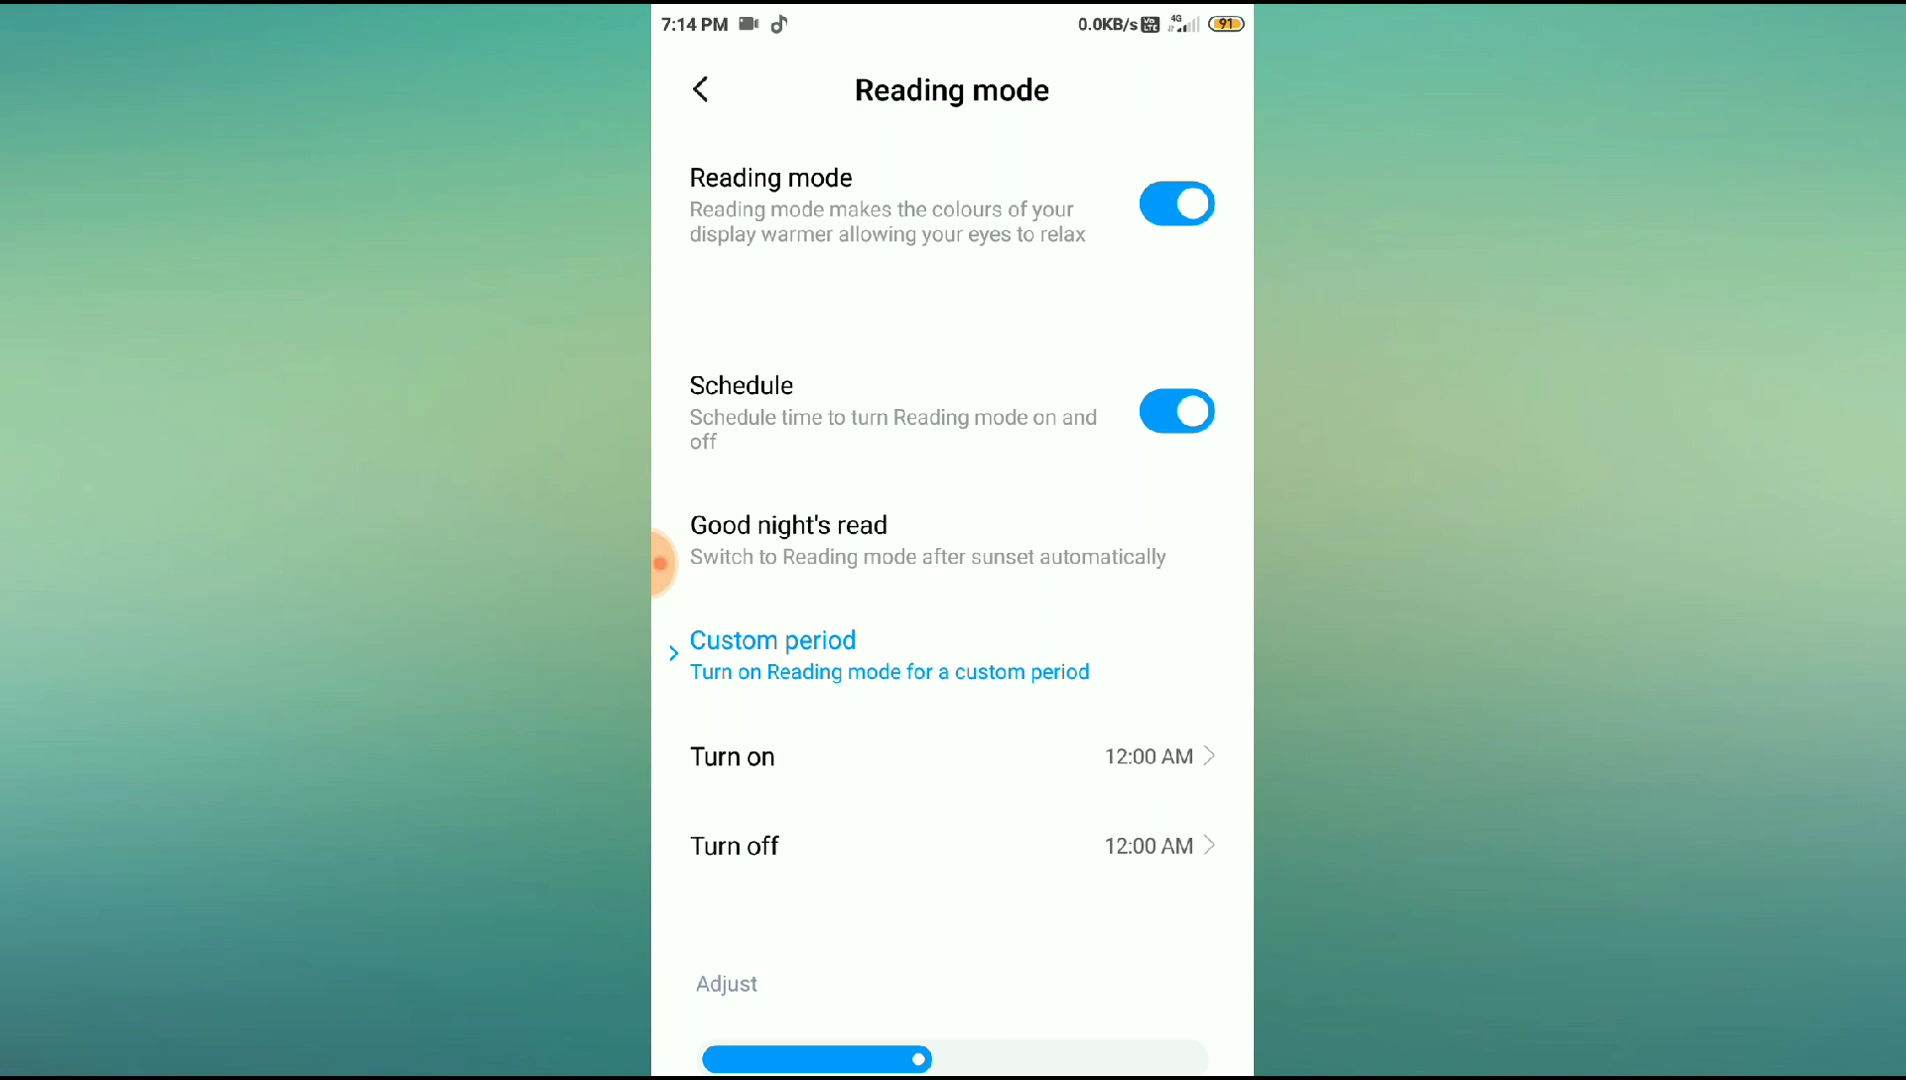 7:14 PM 0.0KB/s Vo LTE 4G 91
Reading mode
Reading mode
Reading mode makes the colours of your
display warmer allowing your eyes to relax
Schedule
Schedule time to turn Reading mode on and
off
Good night's read
Switch to Reading mode after sunset automatically
Custom period
Turn on Reading mode for a custom period
Turn on 12:00 AM
Turn off 12:00 AM
Adjust